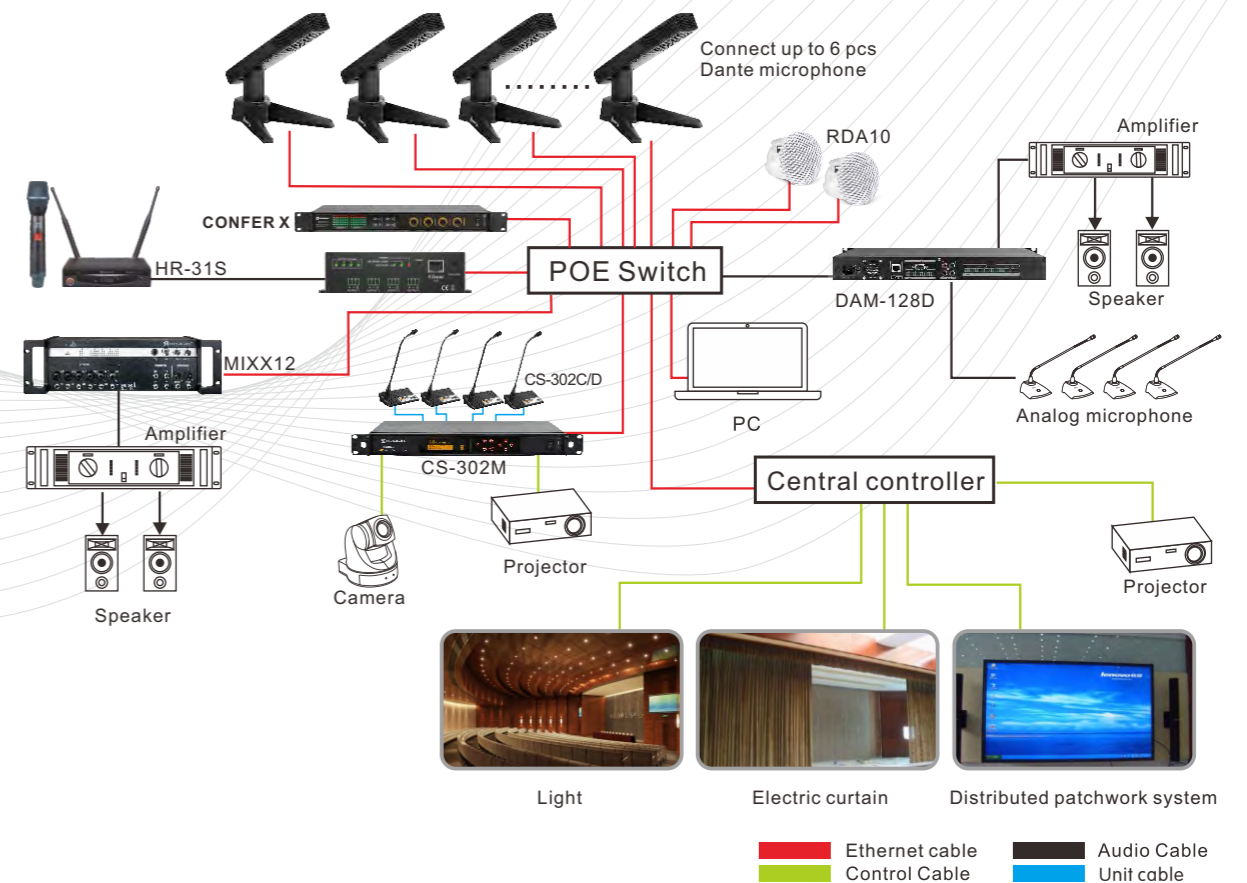 Connect up to 6 pcs
Dante microphone
RDA10
Amplifier
CONFER X
HR-31S
POE Switch
DAM-128D
Speaker
MIXX12
CS-302C/D
PC
Analog microphone
Amplifier
CS-302M
Central controller
Projector
Camera
Projector
Speaker
Light
Electric curtain
Distributed patchwork system
Ethernet cable
Audio Cable
Control Cable
Unit cable